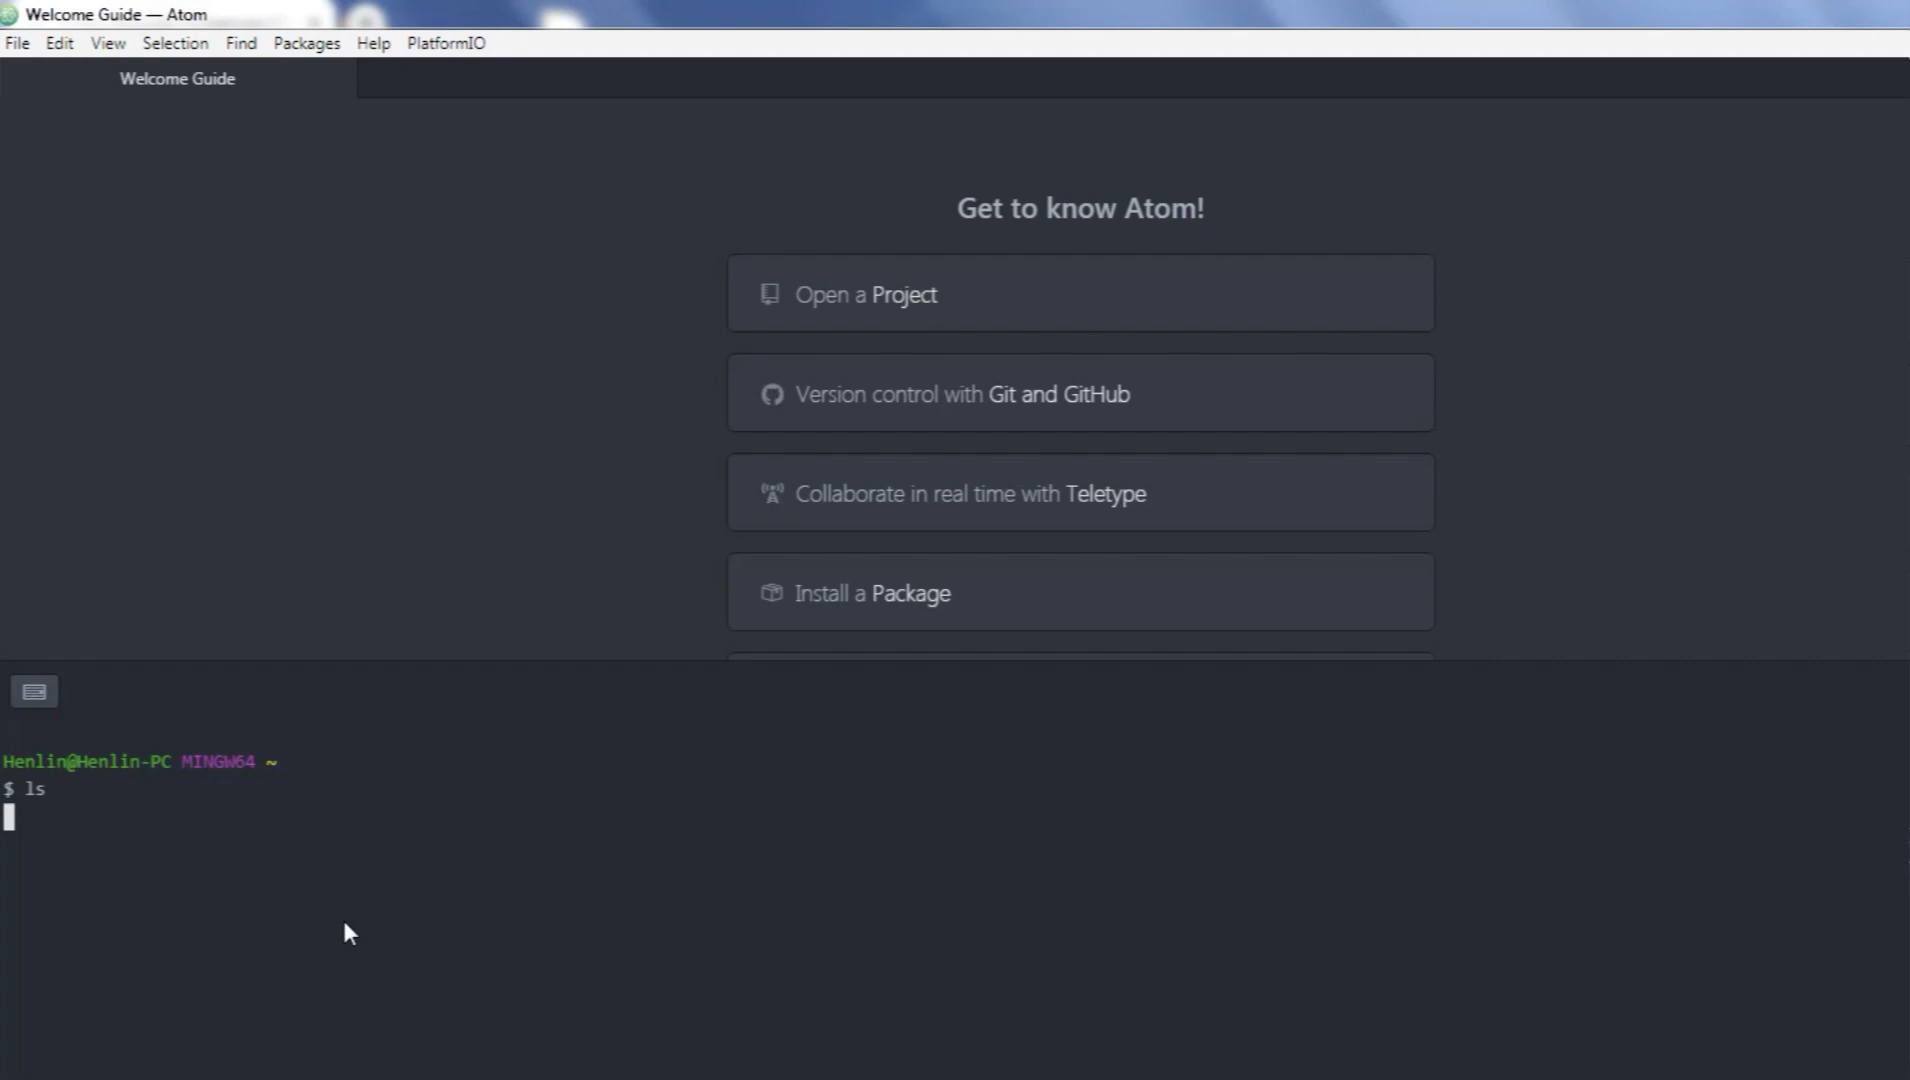 Welcome Guide — Atom
File Edit View Selection Find Packages Help PlatformIO
Welcome Guide
Get to know Atom!
Open a Project
Version control with Git and GitHub
Collaborate in real time with Teletype
Install a Package
Henlin@Henlin-PC MINGW64 ~
$ ls